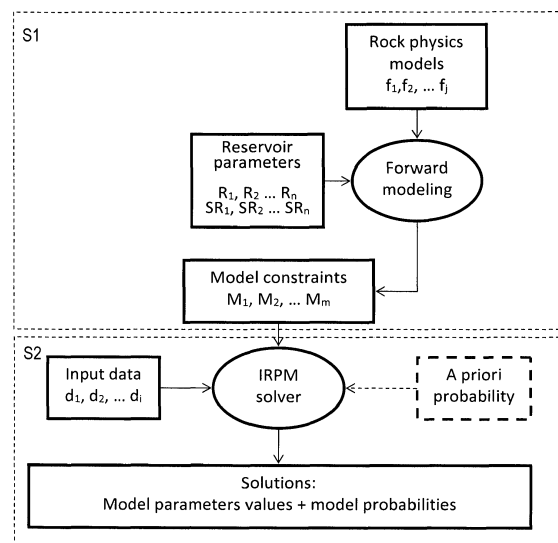 S1
Rock physics
models
f₁,f₂, ... fⱼ
Reservoir
parameters
R₁, R₂ ... Rₙ
SR₁, SR₂ ... SRₙ
Forward
modeling
Model constraints
M₁, M₂, ... Mₘ
S2
Input data
d₁, d₂, ... dᵢ
IRPM
solver
A priori
probability
Solutions:
Model parameters values + model probabilities